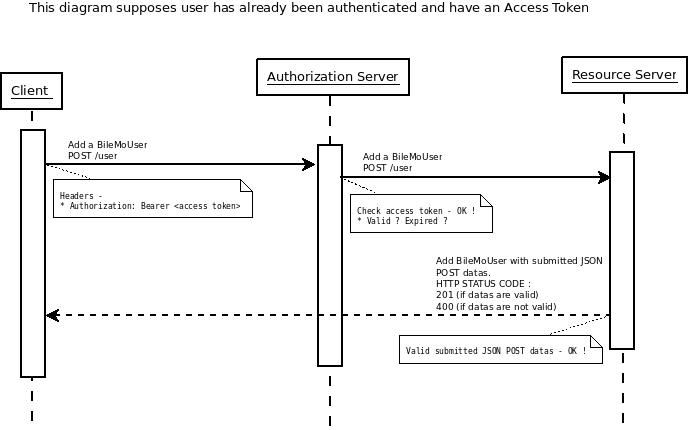 This diagram supposes user has already been authenticated and have an Access Token
Client
Authorization Server
Resource Server
Add a BileMoUser
POST /user
Headers -
* Authorization: Bearer <access token>
Add a BileMoUser
POST /user
Check access token - OK !
* Valid ? Expired ?
Add BileMoUser with submitted JSON
POST datas.
HTTP STATUS CODE :
201 (if datas are valid)
400 (if datas are not valid)
Valid submitted JSON POST datas - OK !